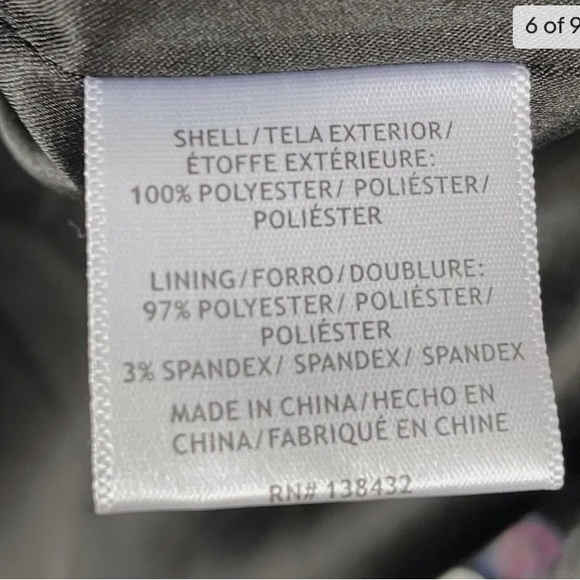 6 of 9
SHELL/TELA EXTERIOR/
ÉTOFFE EXTÉRIEURE:
100% POLYESTER/ POLIÉSTER/
POLIÉSTER
LINING/FORRO/DOUBLURE:
97% POLYESTER/ POLIÉSTER/
POLIÉSTER
3% SPANDEX/ SPANDEX/ SPANDEX
MADE IN CHINA/HECHO EN
CHINA/FABRIQUÉ EN CHINE
RN# 138432